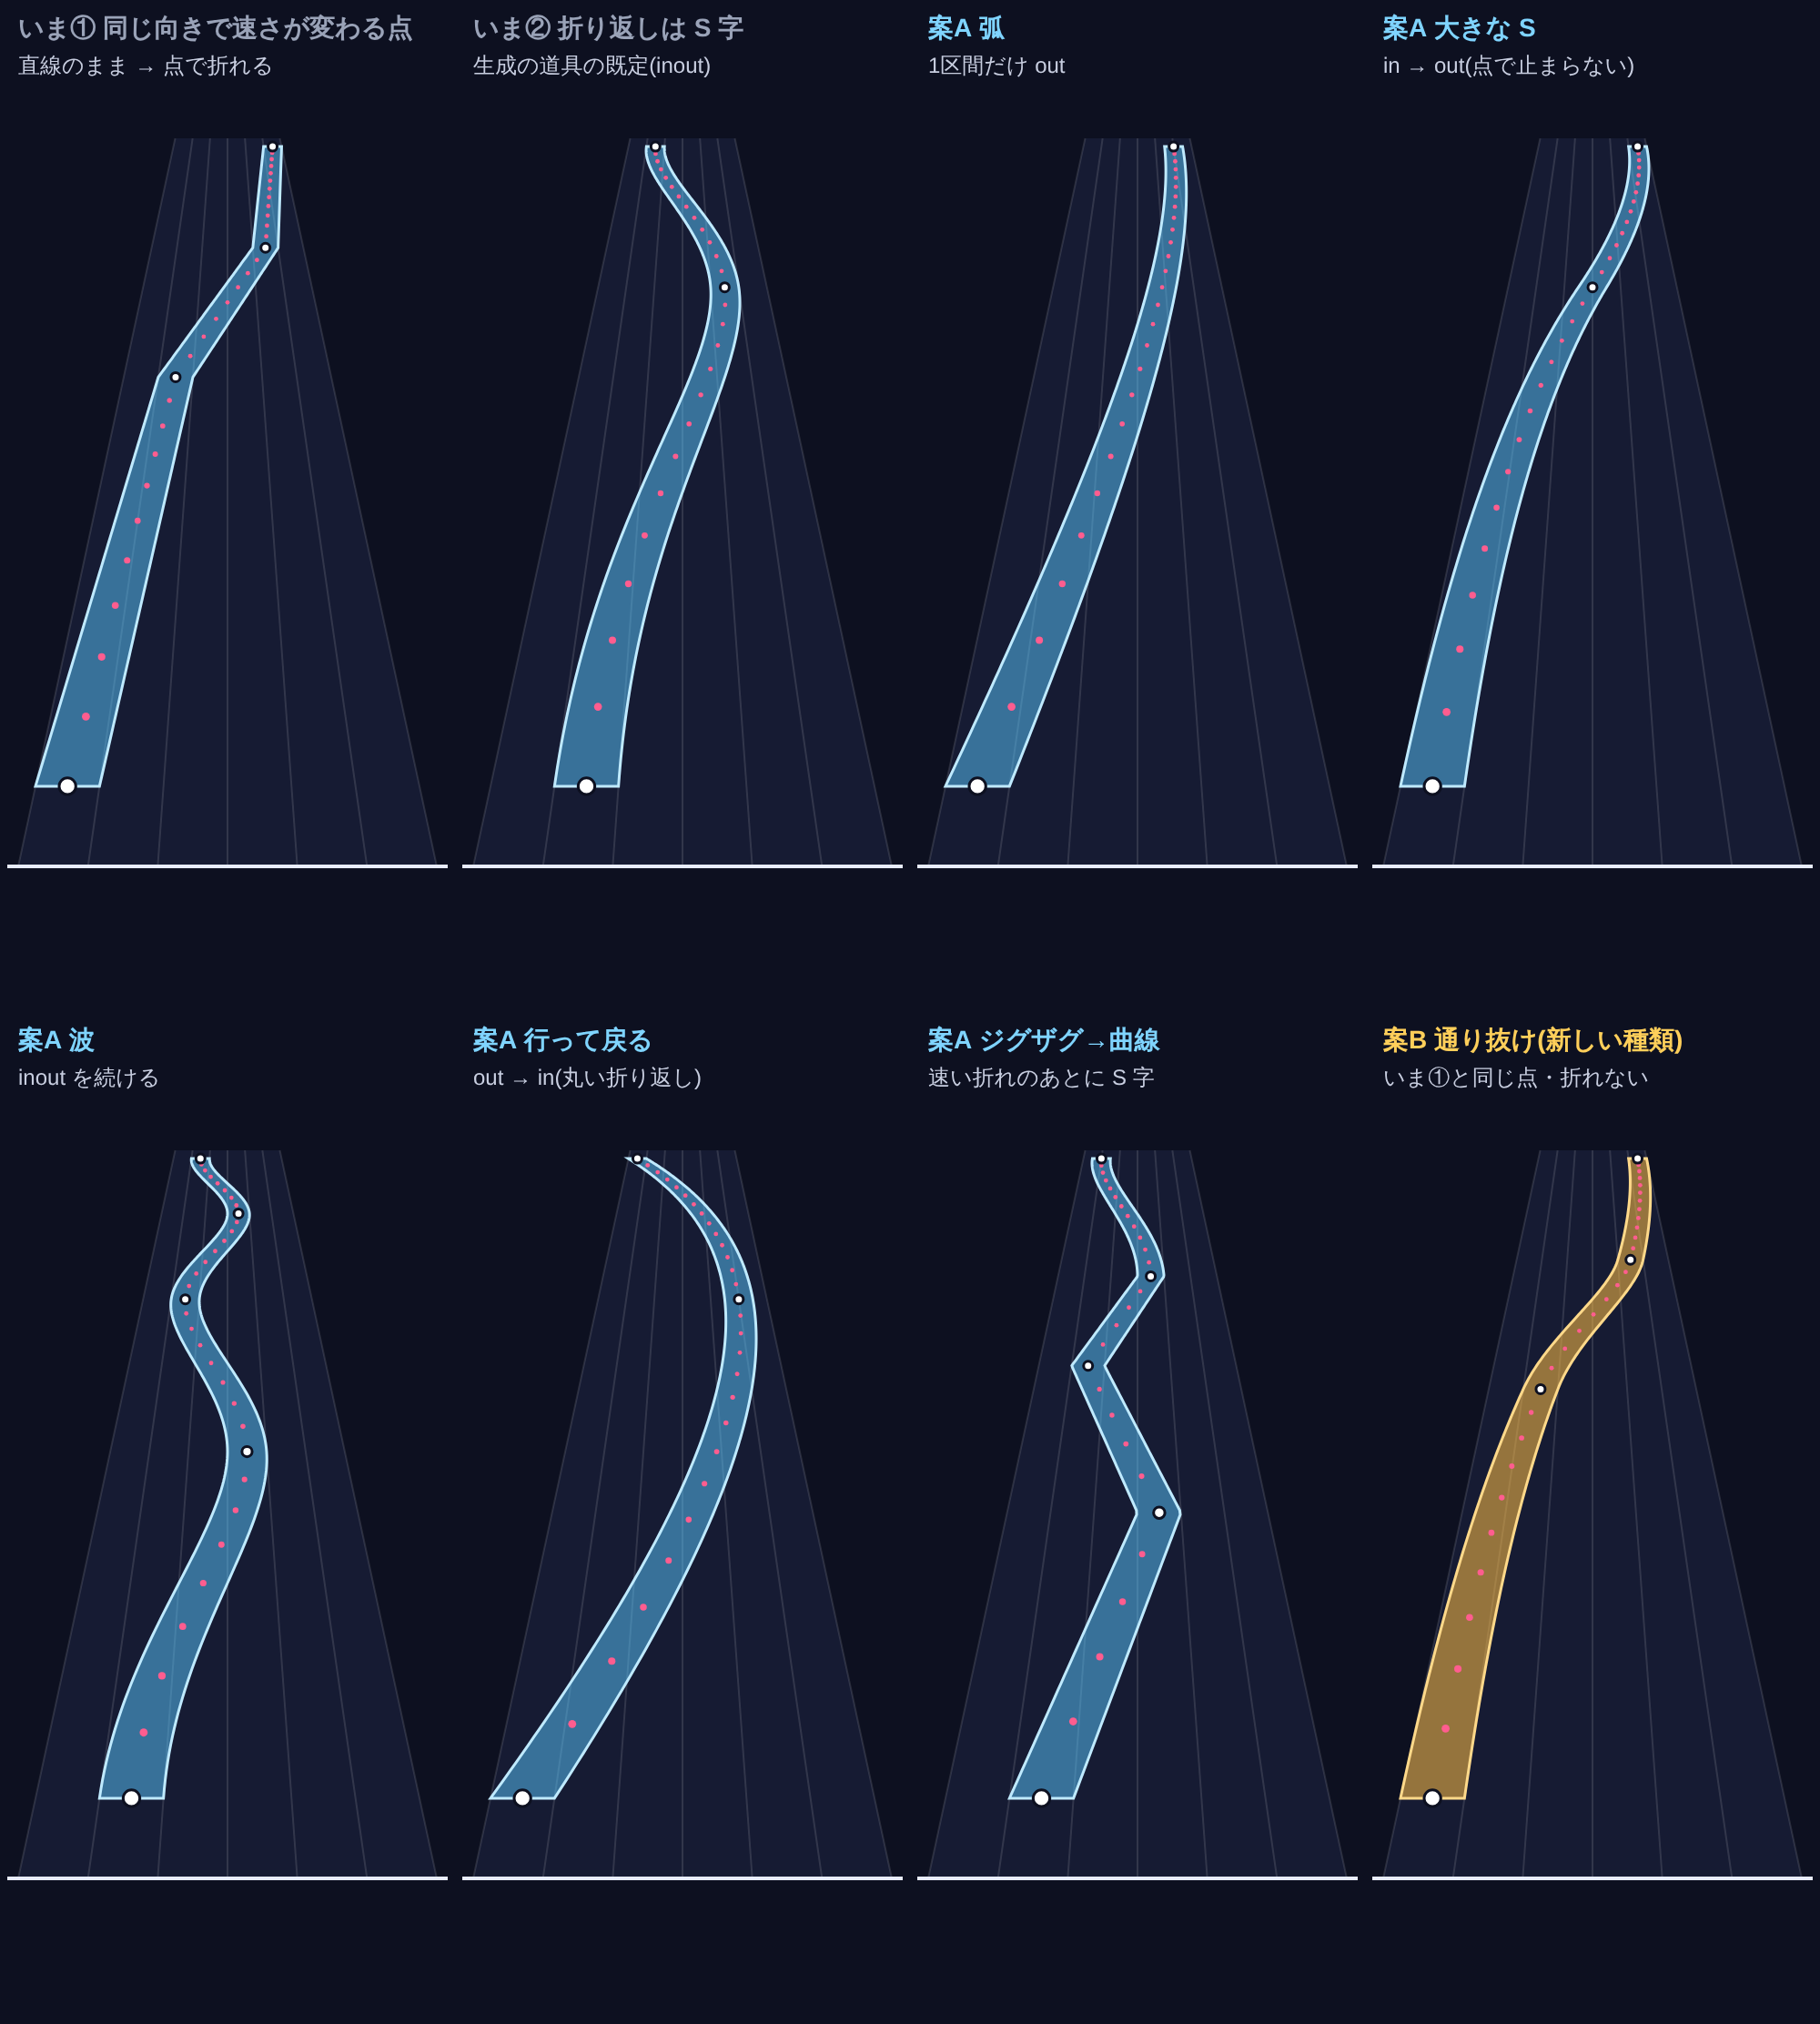 いま① 同じ向きで速さが変わる点
直線のまま → 点で折れる
いま② 折り返しは S 字
生成の道具の既定(inout)
案A 弧
1区間だけ out
案A 大きな S
in → out(点で止まらない)
案A 波
inout を続ける
案A 行って戻る
out → in(丸い折り返し)
案A ジグザグ→曲線
速い折れのあとに S 字
案B 通り抜け(新しい種類)
いま①と同じ点・折れない